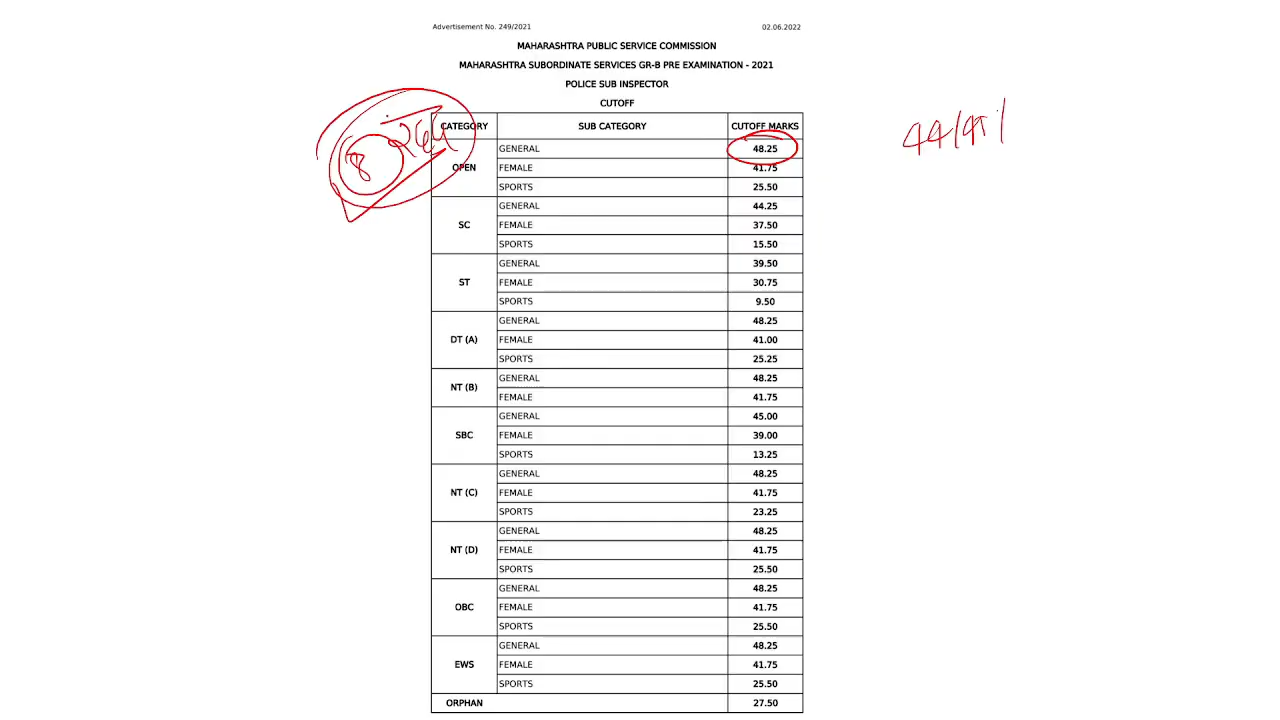 Advertisement No. 249/2021 02.06.2022
MAHARASHTRA PUBLIC SERVICE COMMISSION
MAHARASHTRA SUBORDINATE SERVICES GR-B PRE EXAMINATION - 2021
POLICE SUB INSPECTOR
CUTOFF
CATEGORY SUB CATEGORY CUTOFF MARKS
OPEN
GENERAL 48.25
FEMALE 41.75
SPORTS 25.50
SC
GENERAL 44.25
FEMALE 37.50
SPORTS 15.50
ST
GENERAL 39.50
FEMALE 30.75
SPORTS 9.50
DT (A)
GENERAL 48.25
FEMALE 41.00
SPORTS 25.25
NT (B)
GENERAL 48.25
FEMALE 41.75
SBC
GENERAL 45.00
FEMALE 39.00
SPORTS 13.25
NT (C)
GENERAL 48.25
FEMALE 41.75
SPORTS 23.25
NT (D)
GENERAL 48.25
FEMALE 41.75
SPORTS 25.50
OBC
GENERAL 48.25
FEMALE 41.75
SPORTS 25.50
EWS
GENERAL 48.25
FEMALE 41.75
SPORTS 25.50
ORPHAN 27.50